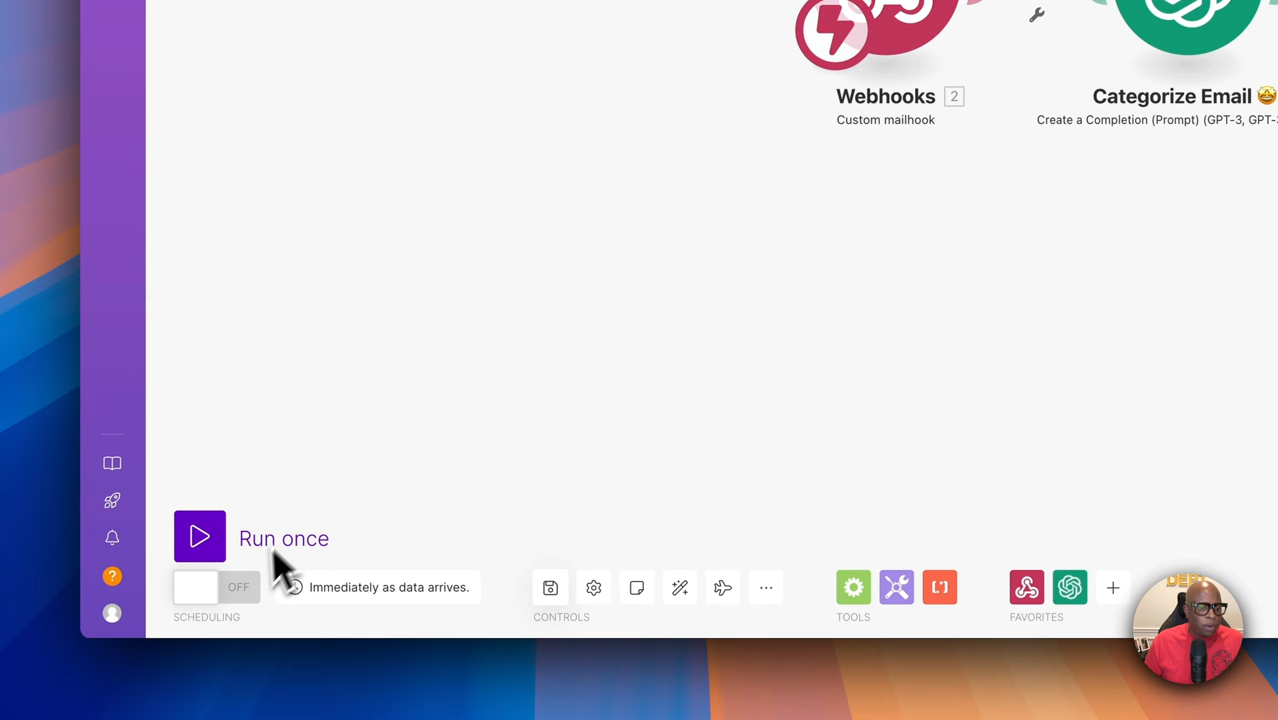 Webhooks 2
Custom mailhook
Categorize Email 🤩
Create a Completion (Prompt) (GPT-3, GPT-3
Run once
OFF
Immediately as data arrives.
?
...
SCHEDULING
CONTROLS
TOOLS
FAVORITES